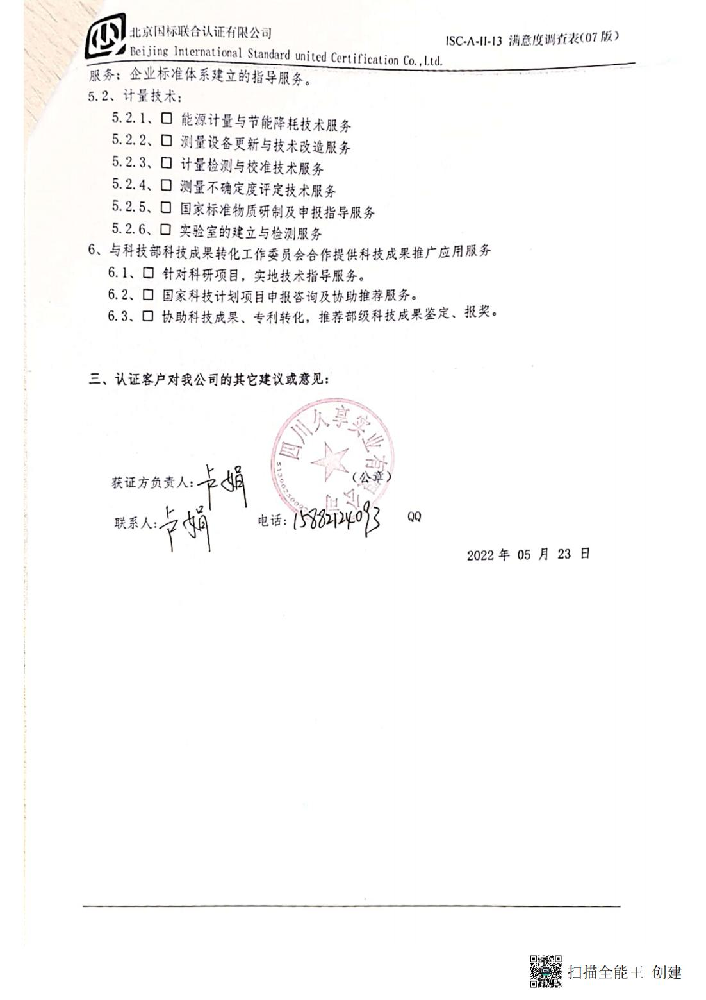 北京国标联合认证有限公司
ISC-A-II-13 满意度调查表(07版)
Beijing International Standard united Certification Co.,Ltd.
服务：企业标准体系建立的指导服务。
5.2、计量技术：
5.2.1、□ 能源计量与节能降耗技术服务
5.2.2、□ 测量设备更新与技术改造服务
5.2.3、□ 计量检测与校准技术服务
5.2.4、□ 测量不确定度评定技术服务
5.2.5、□ 国家标准物质研制及申报指导服务
5.2.6、□ 实验室的建立与检测服务
6、与科技部科技成果转化工作委员会合作提供科技成果推广应用服务
6.1、□ 针对科研项目，实地技术指导服务。
6.2、□ 国家科技计划项目申报咨询及协助推荐服务。
6.3、□ 协助科技成果、专利转化，推荐部级科技成果鉴定、报奖。
三、认证客户对我公司的其它建议或意见：
四川久享实业有限公司
获证方负责人：卢娟 （公章）
联系人：卢娟 电话：15882124093 QQ
2022 年 05 月 23 日
扫描全能王 创建